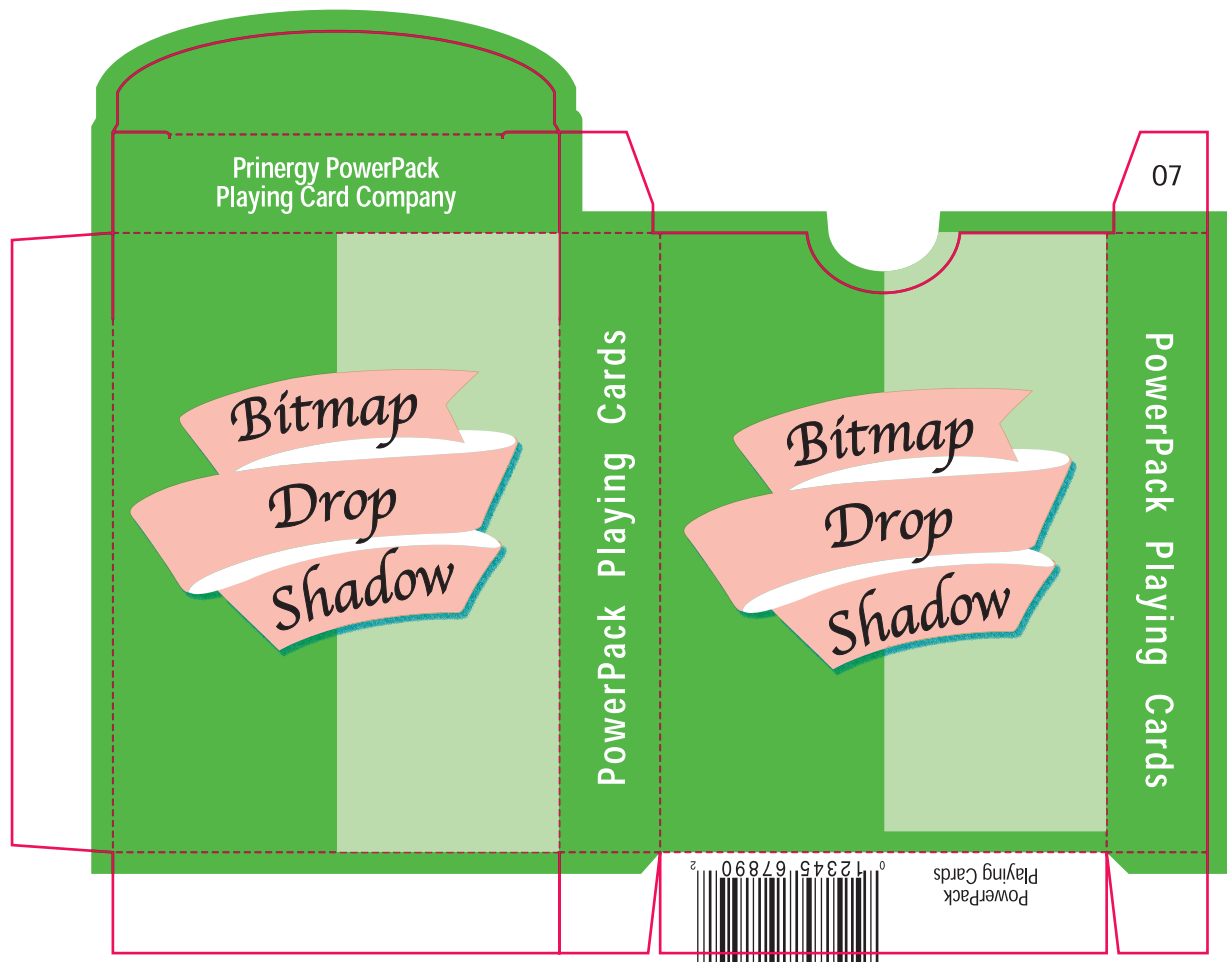 Prinergy PowerPack
Playing Card Company
07
Bitmap
Drop
Shadow
PowerPack Playing Cards
Bitmap
Drop
Shadow
PowerPack Playing Cards
0 12345 67890 2
PowerPack
Playing Cards